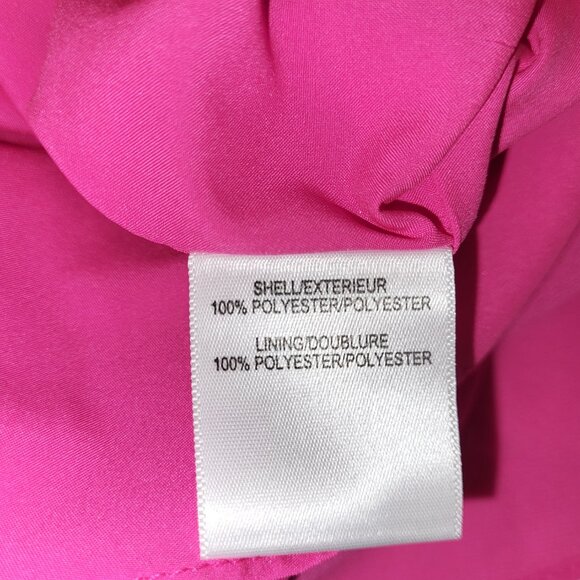 SHELL/EXTERIEUR
100% POLYESTER/POLYESTER
LINING/DOUBLURE
100% POLYESTER/POLYESTER